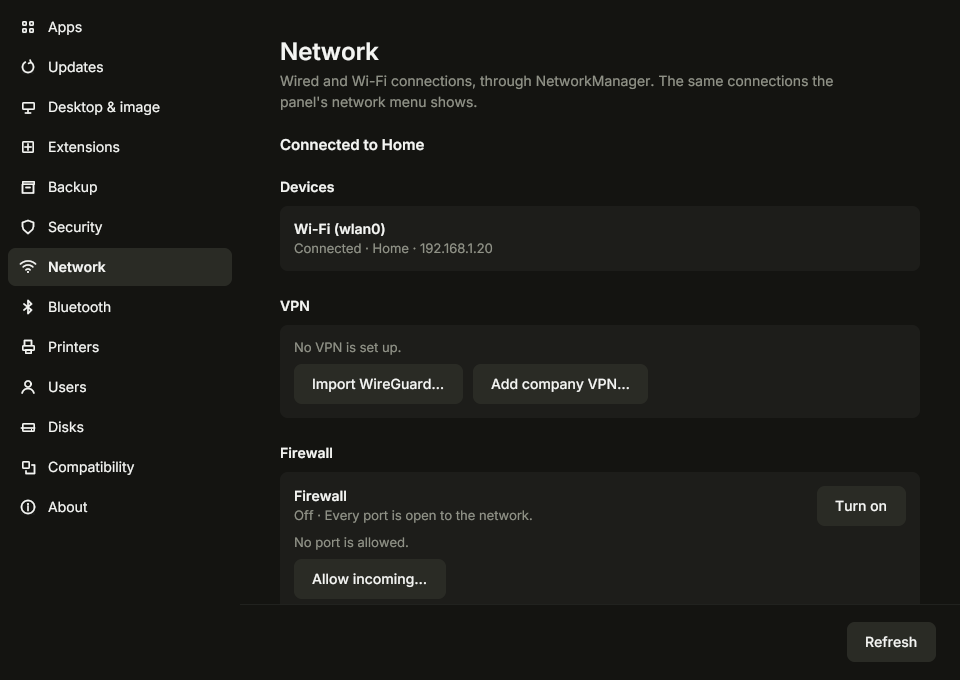 Apps
Updates
Desktop & image
Extensions
Backup
Security
Network
Bluetooth
Printers
Users
Disks
Compatibility
About
Network
Wired and Wi-Fi connections, through NetworkManager. The same connections the
panel's network menu shows.
Connected to Home
Devices
Wi-Fi (wlan0)
Connected · Home · 192.168.1.20
VPN
No VPN is set up.
Import WireGuard...
Add company VPN...
Firewall
Firewall
Off · Every port is open to the network.
Turn on
No port is allowed.
Allow incoming...
Refresh